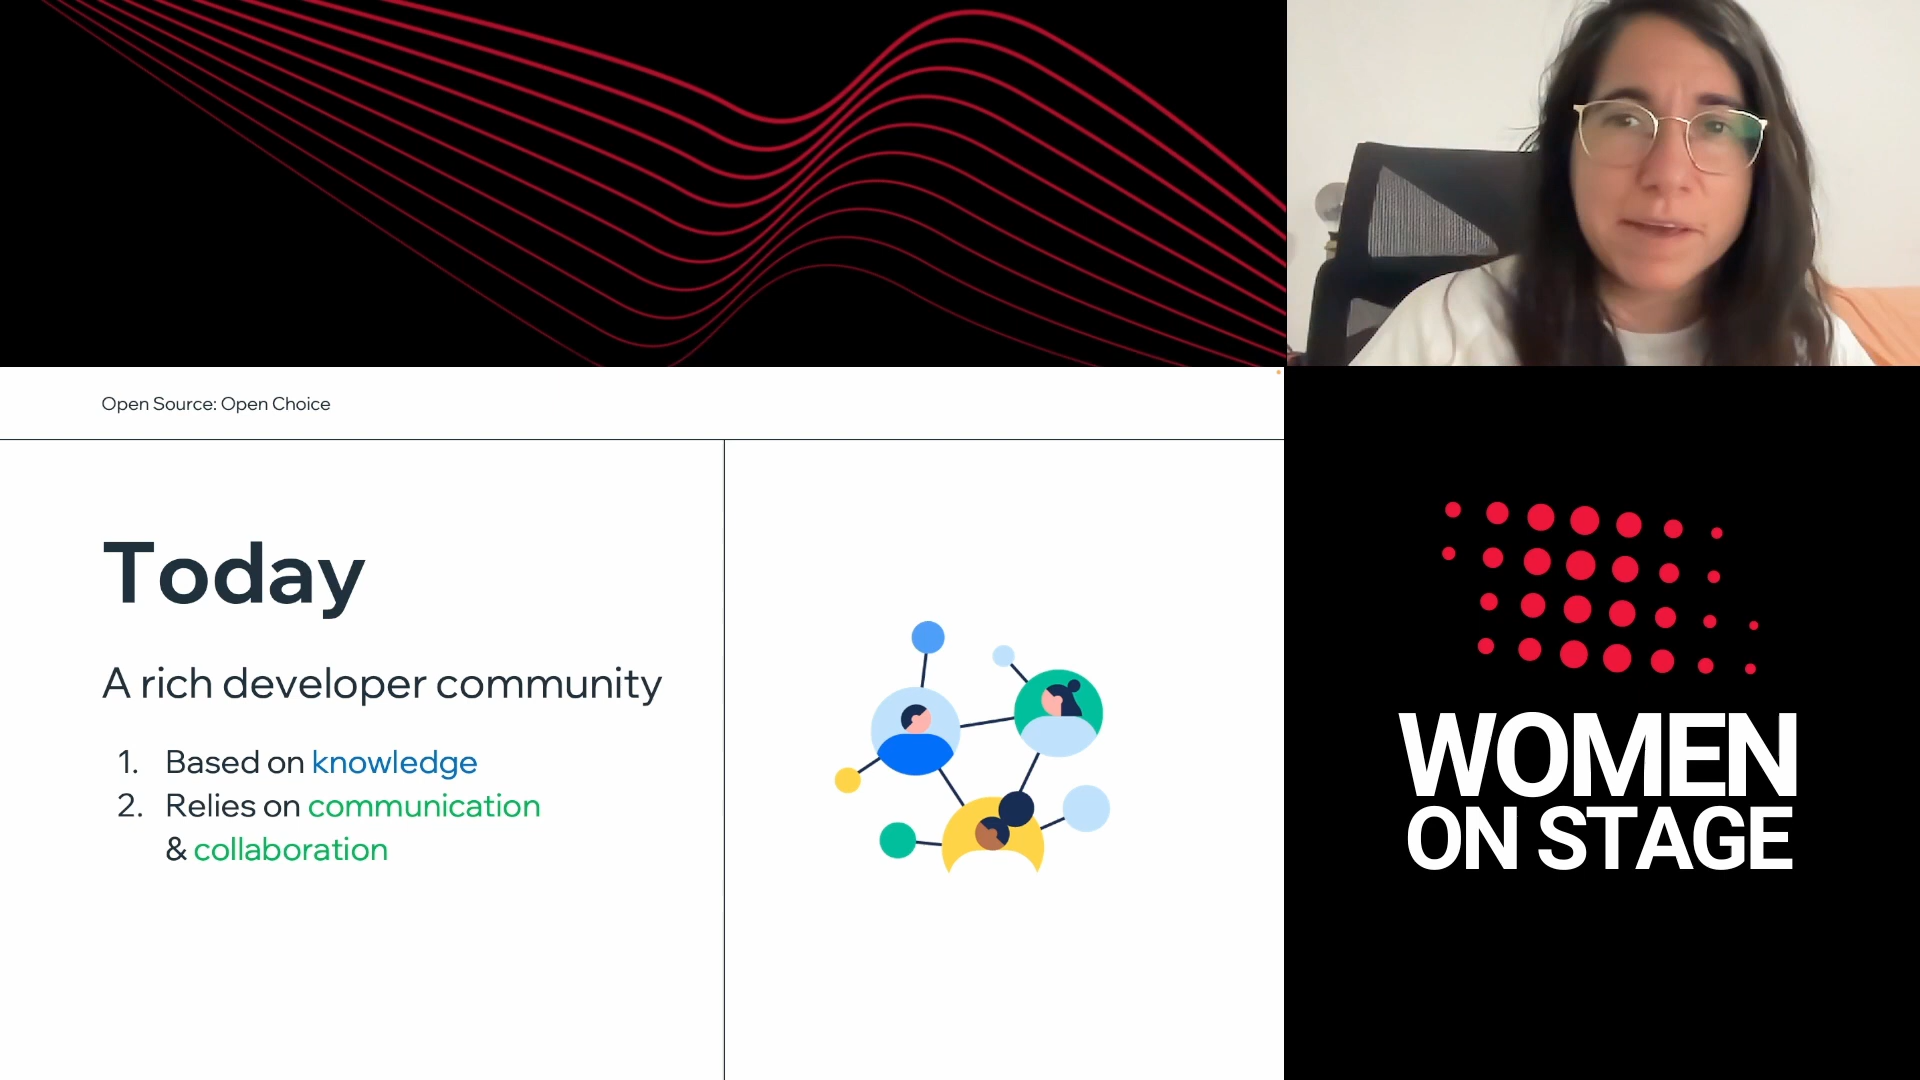 Open Source: Open Choice
Today
A rich developer community
1. Based on knowledge
2. Relies on communication
& collaboration
WOMEN
ON STAGE